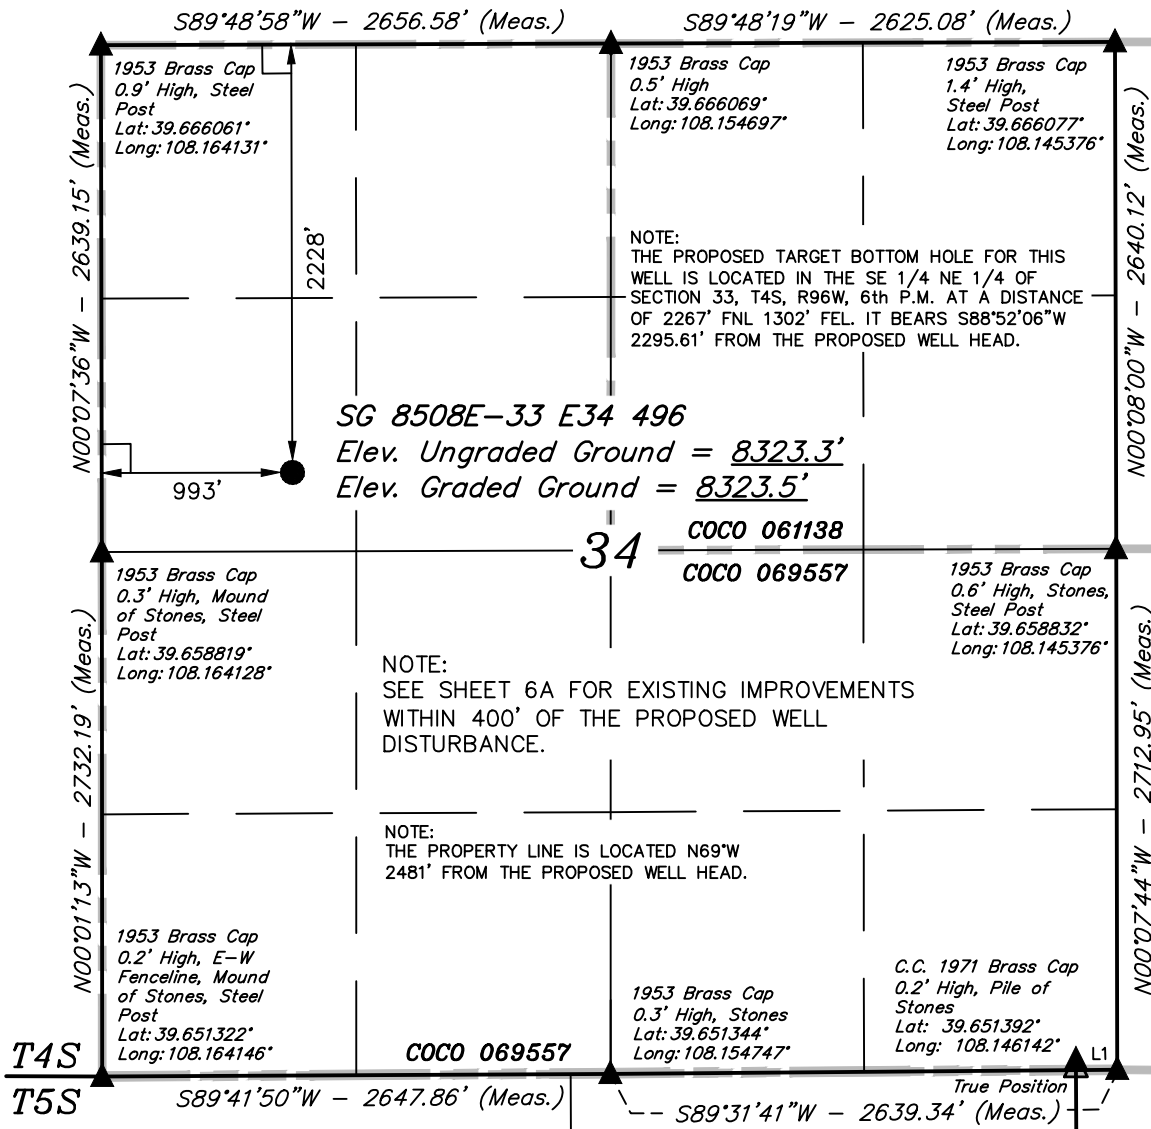 S89°48'58"W - 2656.58' (Meas.)
S89°48'19"W - 2625.08' (Meas.)
1953 Brass Cap
0.9' High, Steel
Post
Lat: 39.666061°
Long: 108.164131°
1953 Brass Cap
0.5' High
Lat: 39.666069°
Long: 108.154697°
1953 Brass Cap
1.4' High,
Steel Post
Lat: 39.666077°
Long: 108.145376°
N00°07'36"W - 2639.15' (Meas.)
2228'
N00°08'00"W - 2640.12' (Meas.)
NOTE:
THE PROPOSED TARGET BOTTOM HOLE FOR THIS
WELL IS LOCATED IN THE SE 1/4 NE 1/4 OF
SECTION 33, T4S, R96W, 6th P.M. AT A DISTANCE
OF 2267' FNL 1302' FEL. IT BEARS S88°52'06"W
2295.61' FROM THE PROPOSED WELL HEAD.
SG 8508E-33 E34 496
Elev. Ungraded Ground = 8323.3'
Elev. Graded Ground = 8323.5'
993'
COCO 061138
34
COCO 069557
1953 Brass Cap
0.3' High, Mound
of Stones, Steel
Post
Lat: 39.658819°
Long: 108.164128°
1953 Brass Cap
0.6' High, Stones,
Steel Post
Lat: 39.658832°
Long: 108.145376°
N00°01'13"W - 2732.19' (Meas.)
NOTE:
SEE SHEET 6A FOR EXISTING IMPROVEMENTS
WITHIN 400' OF THE PROPOSED WELL
DISTURBANCE.
N00°07'44"W - 2712.95' (Meas.)
NOTE:
THE PROPERTY LINE IS LOCATED N69°W
2481' FROM THE PROPOSED WELL HEAD.
1953 Brass Cap
0.2' High, E-W
Fenceline, Mound
of Stones, Steel
Post
Lat: 39.651322°
Long: 108.164146°
COCO 069557
1953 Brass Cap
0.3' High, Stones
Lat: 39.651344°
Long: 108.154747°
C.C. 1971 Brass Cap
0.2' High, Pile of
Stones
Lat: 39.651392°
Long: 108.146142°
L1
T4S
T5S
True Position
S89°41'50"W - 2647.86' (Meas.)
S89°31'41"W - 2639.34' (Meas.)